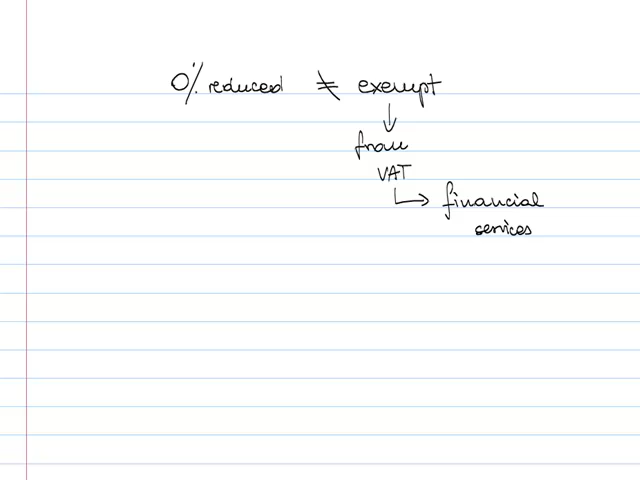 0% reduced ≠ exempt
↓
from
VAT
↳ financial
services